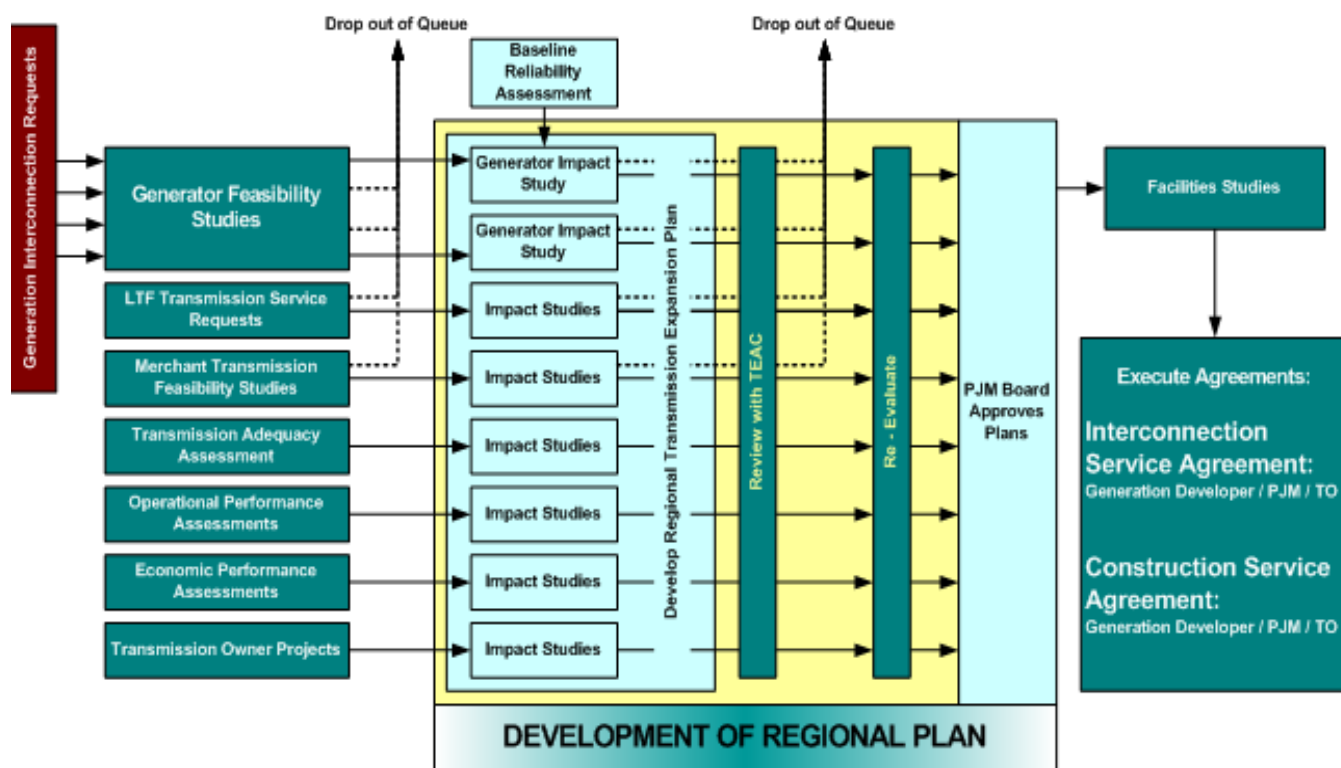 Drop out of Queue
Drop out of Queue
Generation Interconnection Requests
Baseline
Reliability
Assessment
Generator Feasibility
Studies
LTF Transmission Service
Requests
Merchant Transmission
Feasibility Studies
Transmission Adequacy
Assessment
Operational Performance
Assessments
Economic Performance
Assessments
Transmission Owner Projects
Generator Impact
Study
Generator Impact
Study
Impact Studies
Impact Studies
Impact Studies
Impact Studies
Impact Studies
Impact Studies
Develop Regional Transmission Expansion Plan
Review with TEAC
Re - Evaluate
PJM Board
Approves
Plans
DEVELOPMENT OF REGIONAL PLAN
Facilities Studies
Execute Agreements:
Interconnection
Service Agreement:
Generation Developer / PJM / TO
Construction Service
Agreement:
Generation Developer / PJM / TO